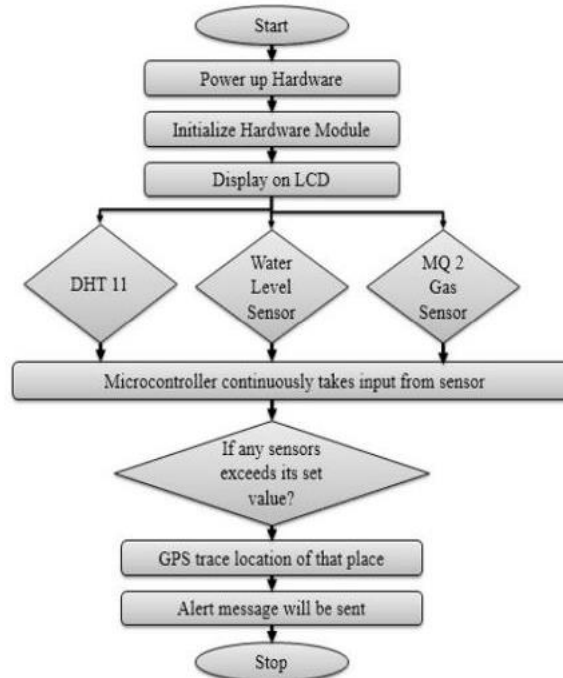 Start
Power up Hardware
Initialize Hardware Module
Display on LCD
DHT 11
Water
Level
Sensor
MQ 2
Gas
Sensor
Microcontroller continuously takes input from sensor
If any sensors
exceeds its set
value?
GPS trace location of that place
Alert message will be sent
Stop